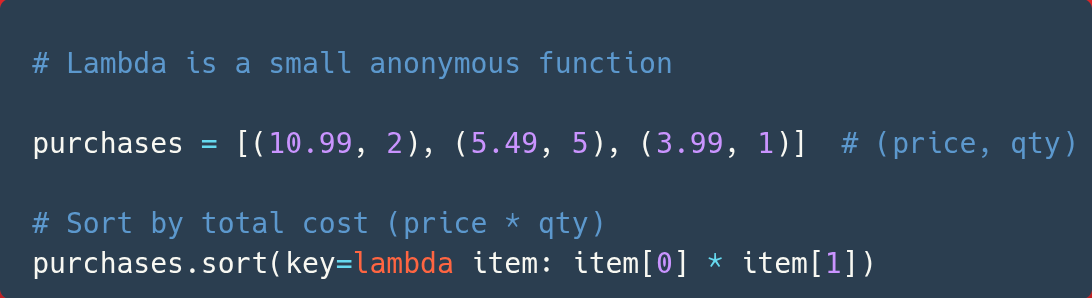 # Lambda is a small anonymous function
purchases = [(10.99, 2), (5.49, 5), (3.99, 1)]  # (price, qty)
# Sort by total cost (price * qty)
purchases.sort(key=lambda item: item[0] * item[1])